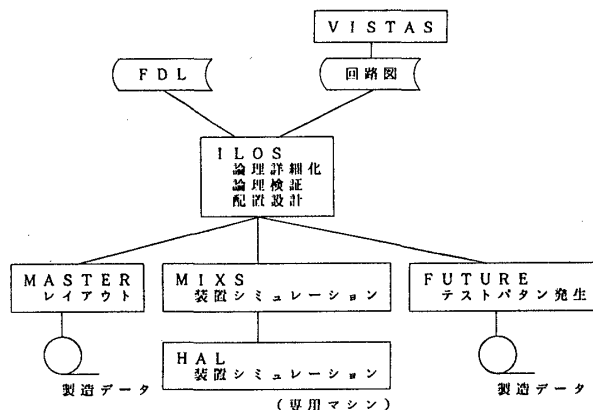 VISTAS
FDL
回路図
ILOS
論理詳細化
論理検証
配置設計
MASTER
レイアウト
MIXS
装置シミュレーション
FUTURE
テストパタン発生
HAL
装置シミュレーション
製造データ
(専用マシン)
製造データ